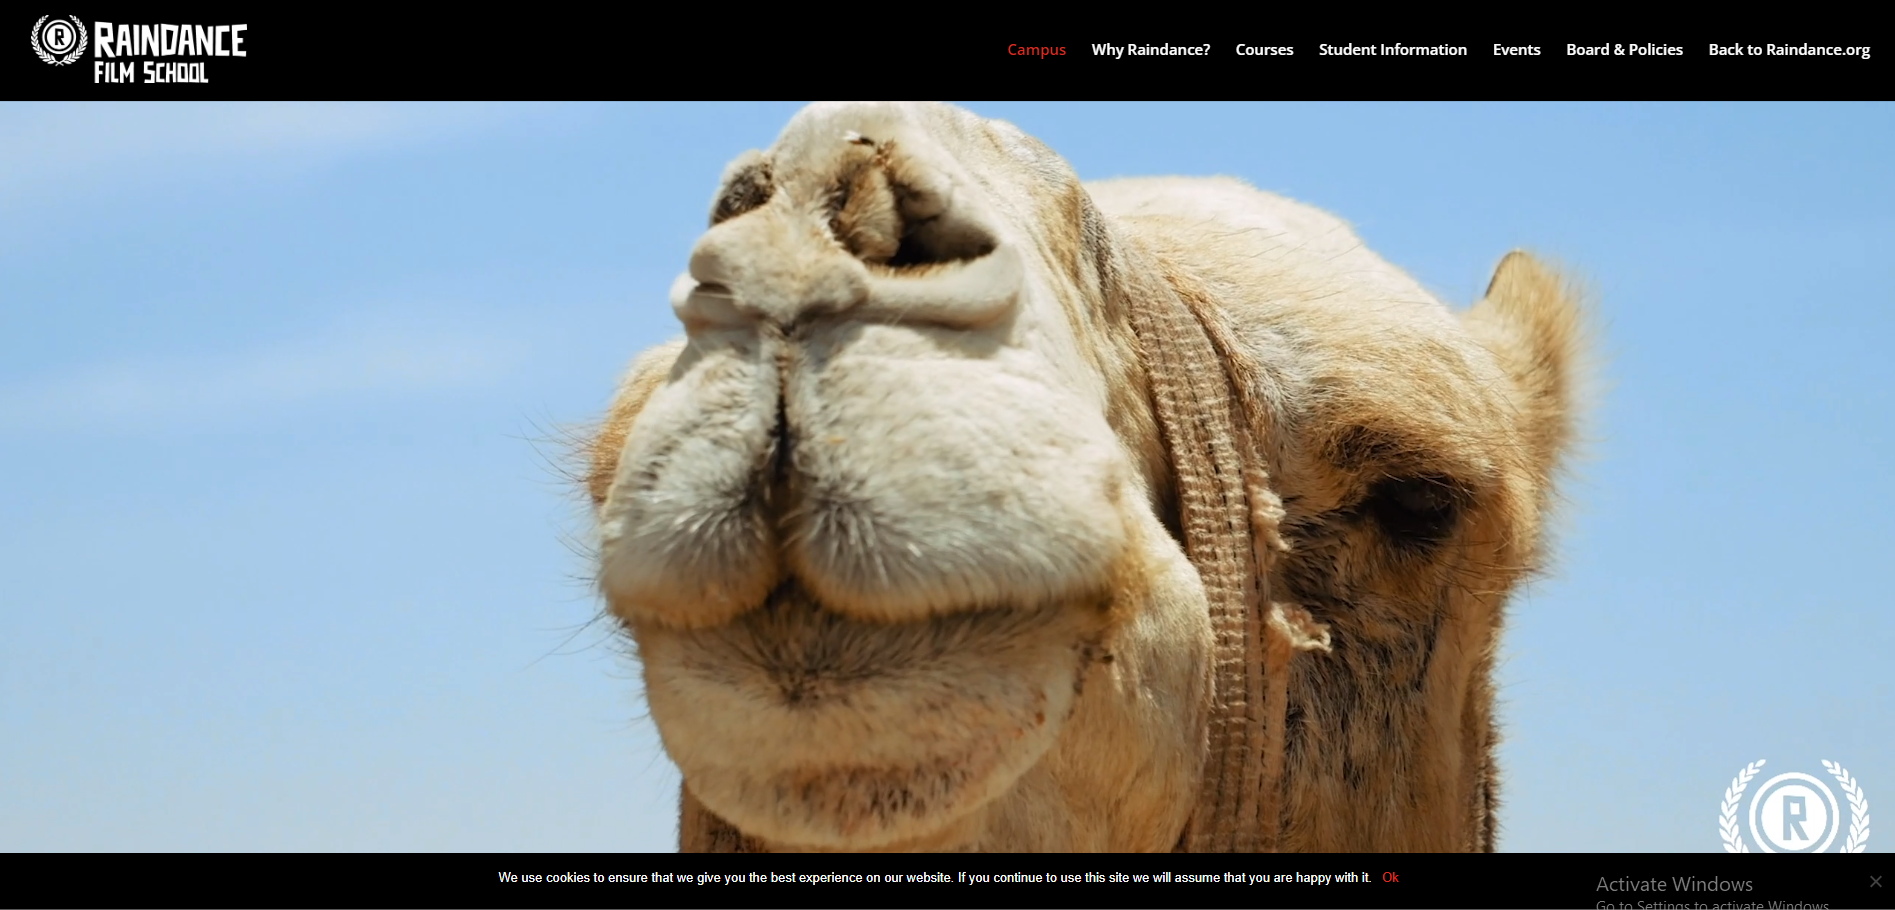 RAINDANCE
FILM SCHOOL
R
Campus Why Raindance? Courses Student Information Events Board & Policies Back to Raindance.org
R
We use cookies to ensure that we give you the best experience on our website. If you continue to use this site we will assume that you are happy with it. Ok
Activate Windows
Go to Settings to activate Windows.